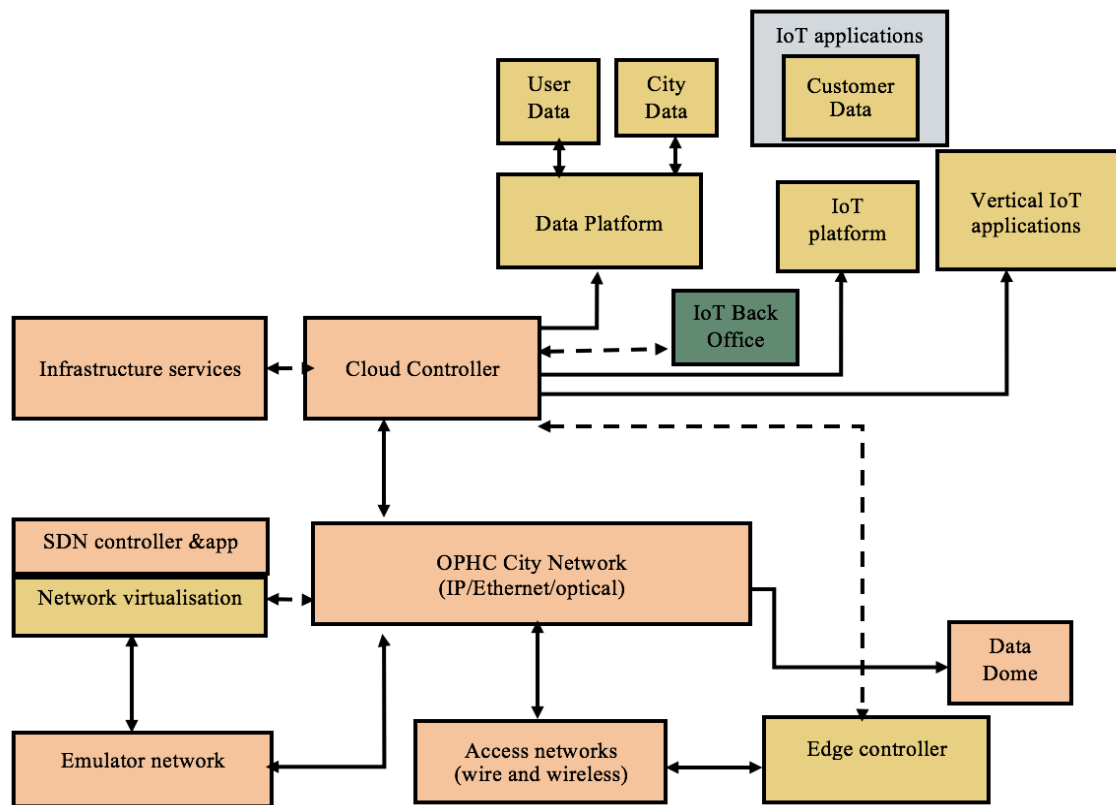 IoT applications
User
Data
City
Data
Customer
Data
Data Platform
IoT
platform
Vertical IoT
applications
IoT Back
Office
Infrastructure services
Cloud Controller
SDN controller &app
Network virtualisation
OPHC City Network
(IP/Ethernet/optical)
Data
Dome
Emulator network
Access networks
(wire and wireless)
Edge controller